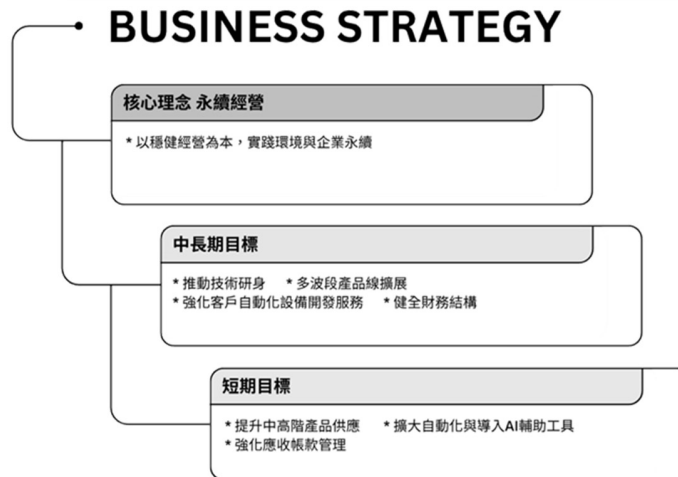 BUSINESS STRATEGY
核心理念 永續經營
* 以穩健經營為本，實踐環境與企業永續
中長期目標
* 推動技術研身 * 多波段產品線擴展
* 強化客戶自動化設備開發服務 * 健全財務結構
短期目標
* 提升中高階產品供應 * 擴大自動化與導入AI輔助工具
* 強化應收帳款管理